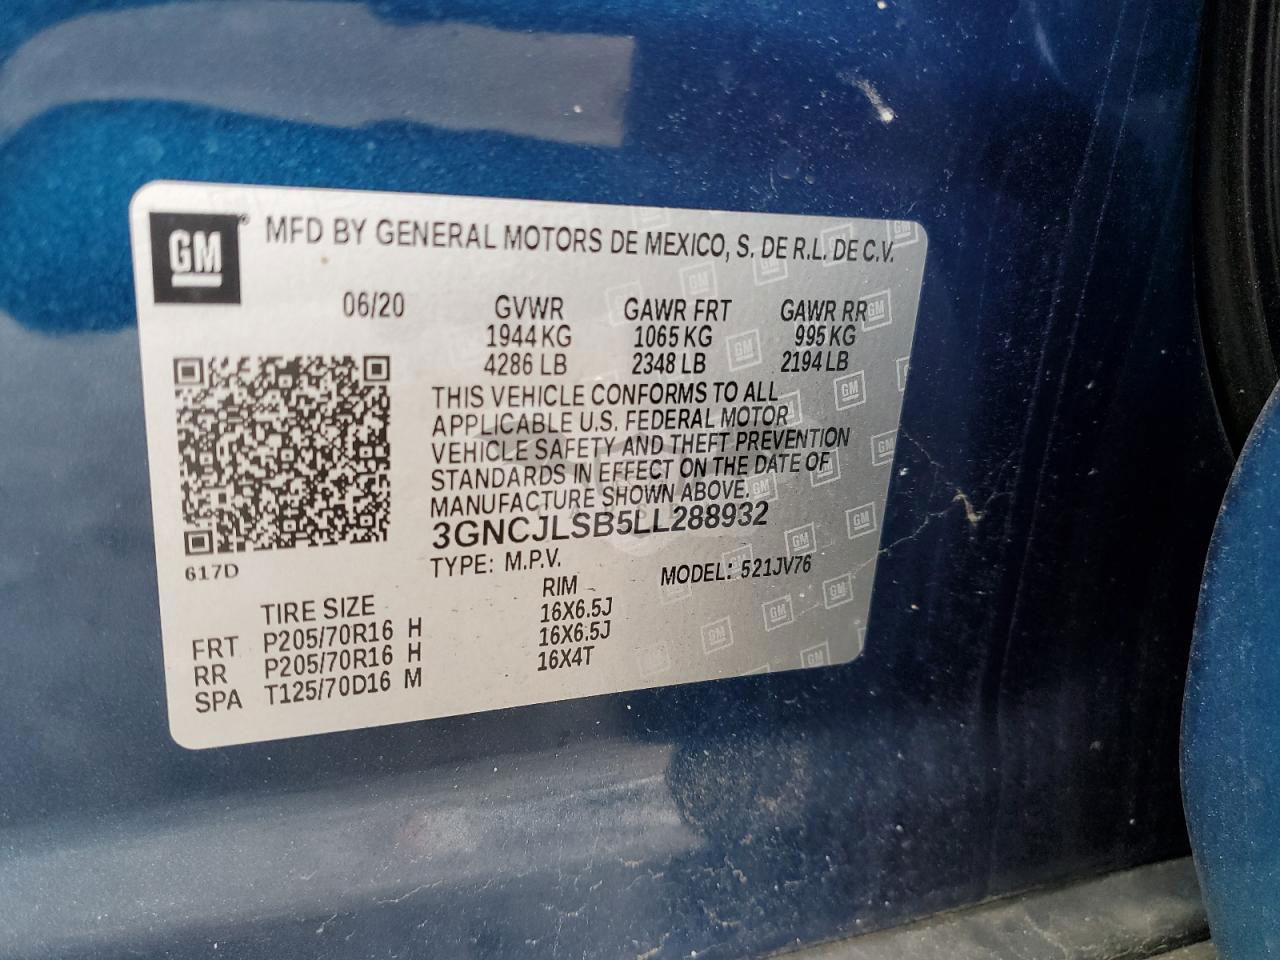 GM® MFD BY GENERAL MOTORS DE MEXICO, S. DE R.L. DE C.V.
06/20 GVWR GAWR FRT GAWR RR
1944 KG 1065 KG 995 KG
4286 LB 2348 LB 2194 LB
THIS VEHICLE CONFORMS TO ALL
APPLICABLE U.S. FEDERAL MOTOR
VEHICLE SAFETY AND THEFT PREVENTION
STANDARDS IN EFFECT ON THE DATE OF
MANUFACTURE SHOWN ABOVE.
3GNCJLSB5LL288932
617D TYPE: M.P.V. MODEL: 521JV76
TIRE SIZE RIM
FRT P205/70R16 H 16X6.5J
RR P205/70R16 H 16X6.5J
SPA T125/70D16 M 16X4T